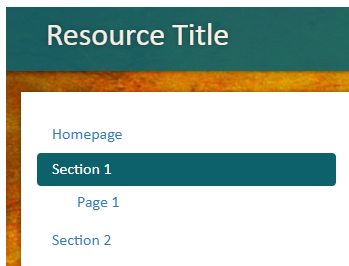 Resource Title
Homepage
Section 1
Page 1
Section 2